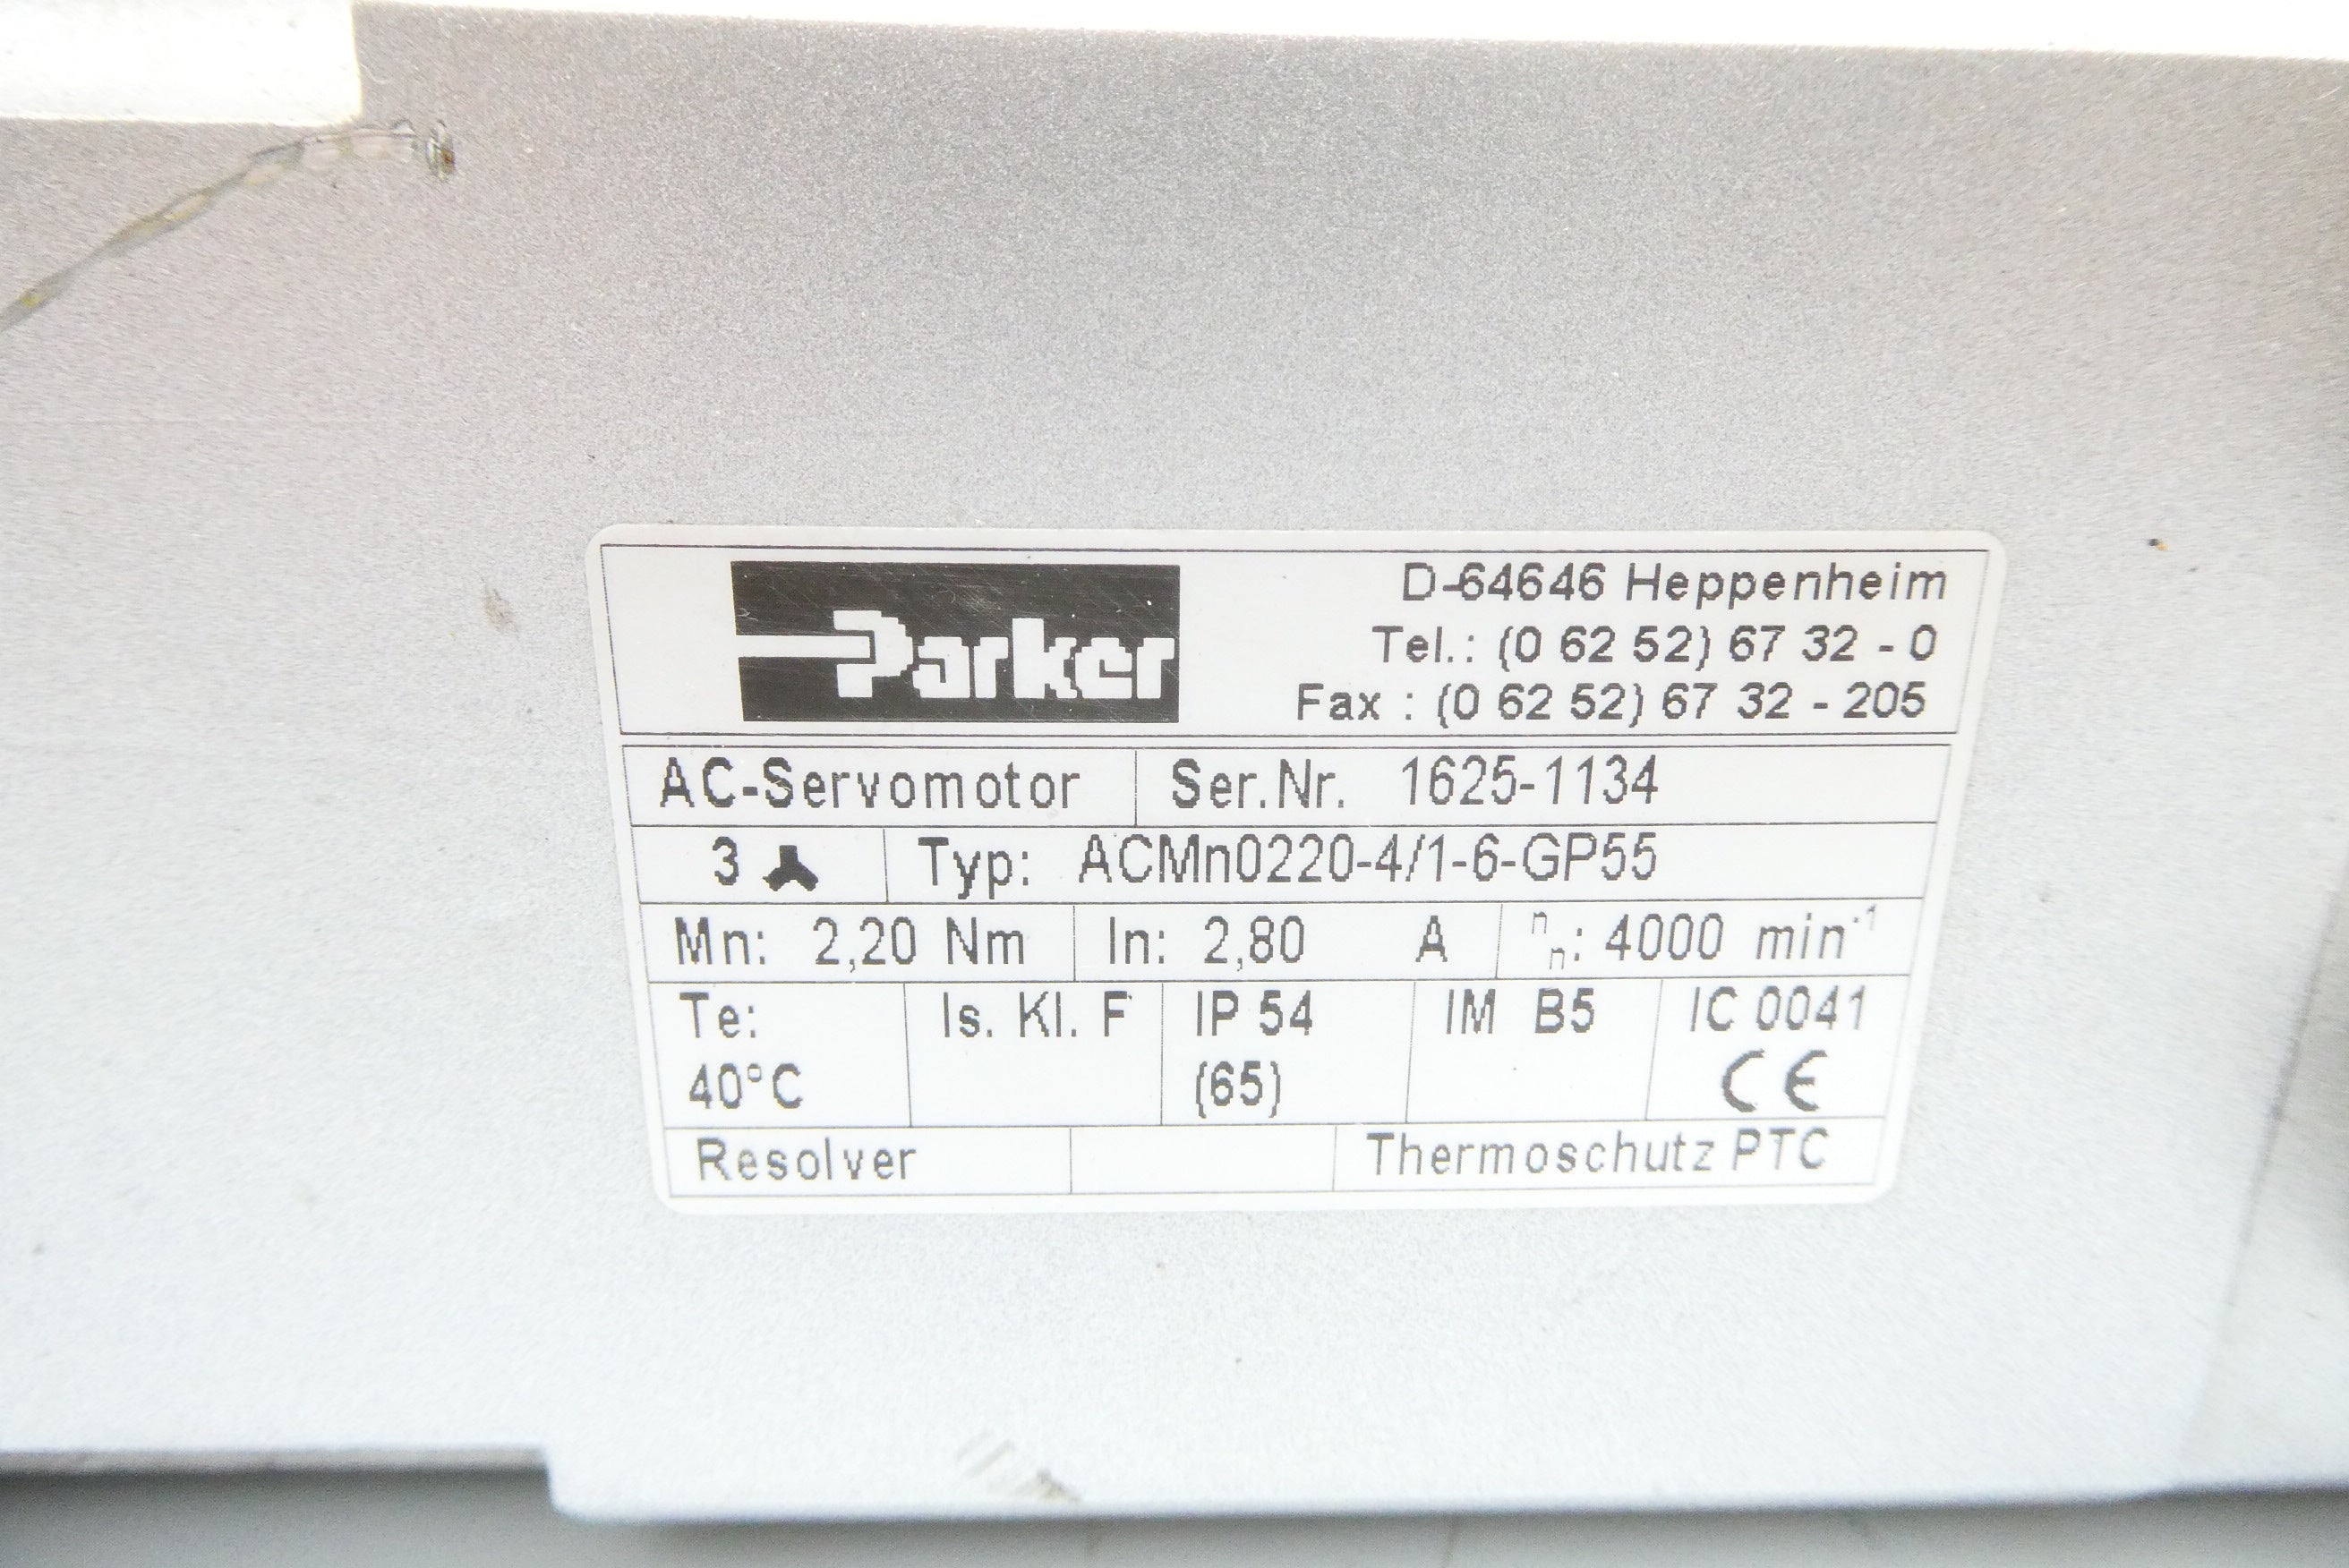 Parker
D-64646 Heppenheim
Tel.: (0 62 52) 67 32 - 0
Fax : (0 62 52) 67 32 - 205
AC-Servomotor Ser.Nr. 1625-1134
3 Typ: ACMn0220-4/1-6-GP55
Mn: 2,20 Nm In: 2,80 A nn: 4000 min-1
Te: Is. Kl. F IP 54 IM B5 IC 0041
40°C (65) CE
Resolver Thermoschutz PTC